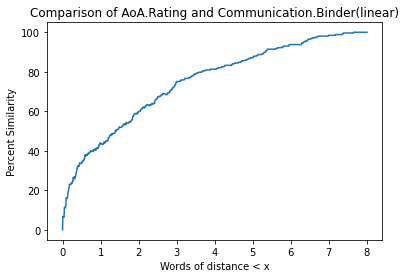 Comparison of AoA.Rating and Communication.Binder(linear)
Percent Similarity
100
80
60
40
20
0
0 1 2 3 4 5 6 7 8
Words of distance < x